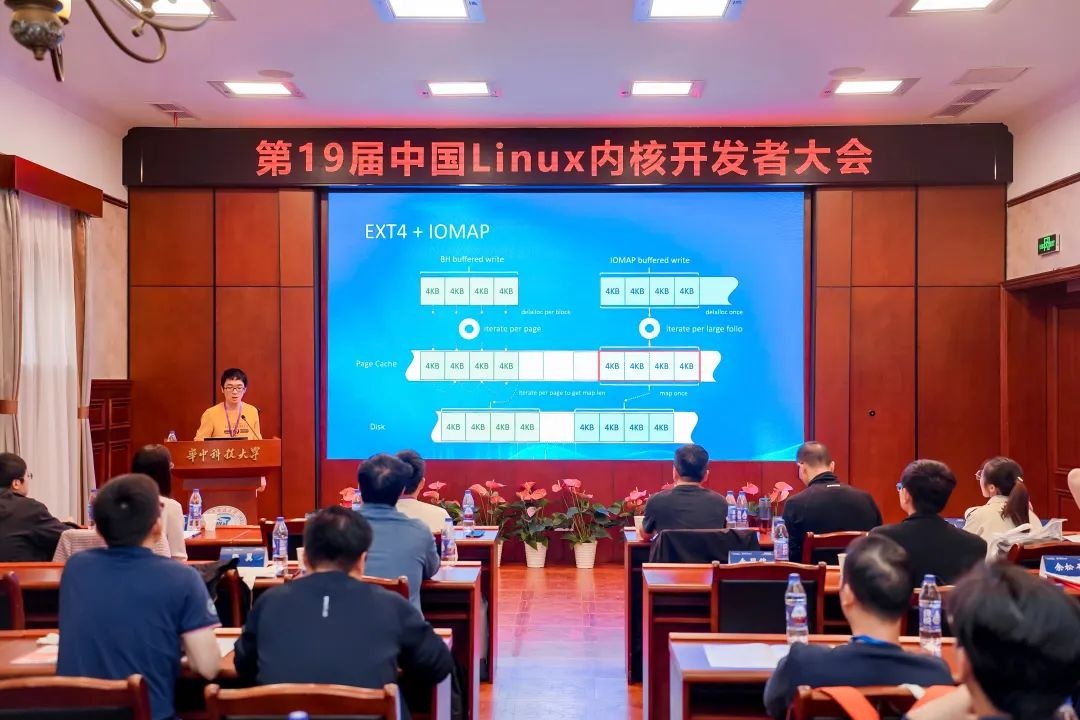 第19届中国Linux内核开发者大会
EXT4 + IOMAP
BH buffered write
IOMAP buffered write
4KB 4KB 4KB 4KB
4KB 4KB 4KB 4KB
delalloc per block
delalloc once
iterate per page
iterate per large folio
Page Cache
4KB 4KB 4KB 4KB
4KB 4KB 4KB 4KB
iterate per page to get map len
map once
Disk
4KB 4KB 4KB 4KB
4KB 4KB 4KB 4KB
華中科技大学